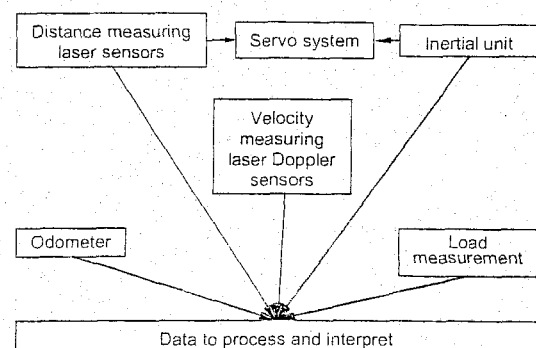 Distance measuring
laser sensors
Servo system
Inertial unit
Velocity
measuring
laser Doppler
sensors
Odometer
Load
measurement
Data to process and interpret